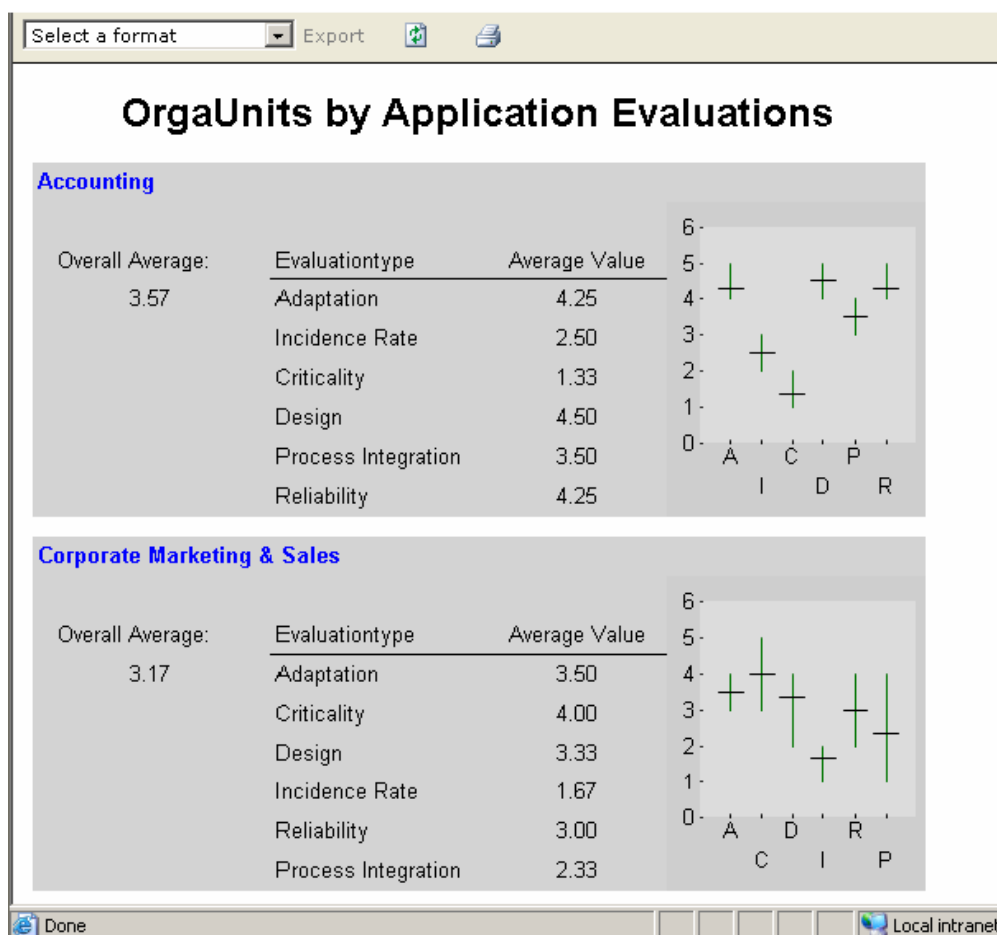 Select a format Export
OrgaUnits by Application Evaluations
Accounting
Overall Average: Evaluationtype Average Value
3.57 Adaptation 4.25
Incidence Rate 2.50
Criticality 1.33
Design 4.50
Process Integration 3.50
Reliability 4.25
6
5
4
3
2
1
0
A C P
I D R
Corporate Marketing & Sales
Overall Average: Evaluationtype Average Value
3.17 Adaptation 3.50
Criticality 4.00
Design 3.33
Incidence Rate 1.67
Reliability 3.00
Process Integration 2.33
6
5
4
3
2
1
0
A D R
C I P
Done Local intranet